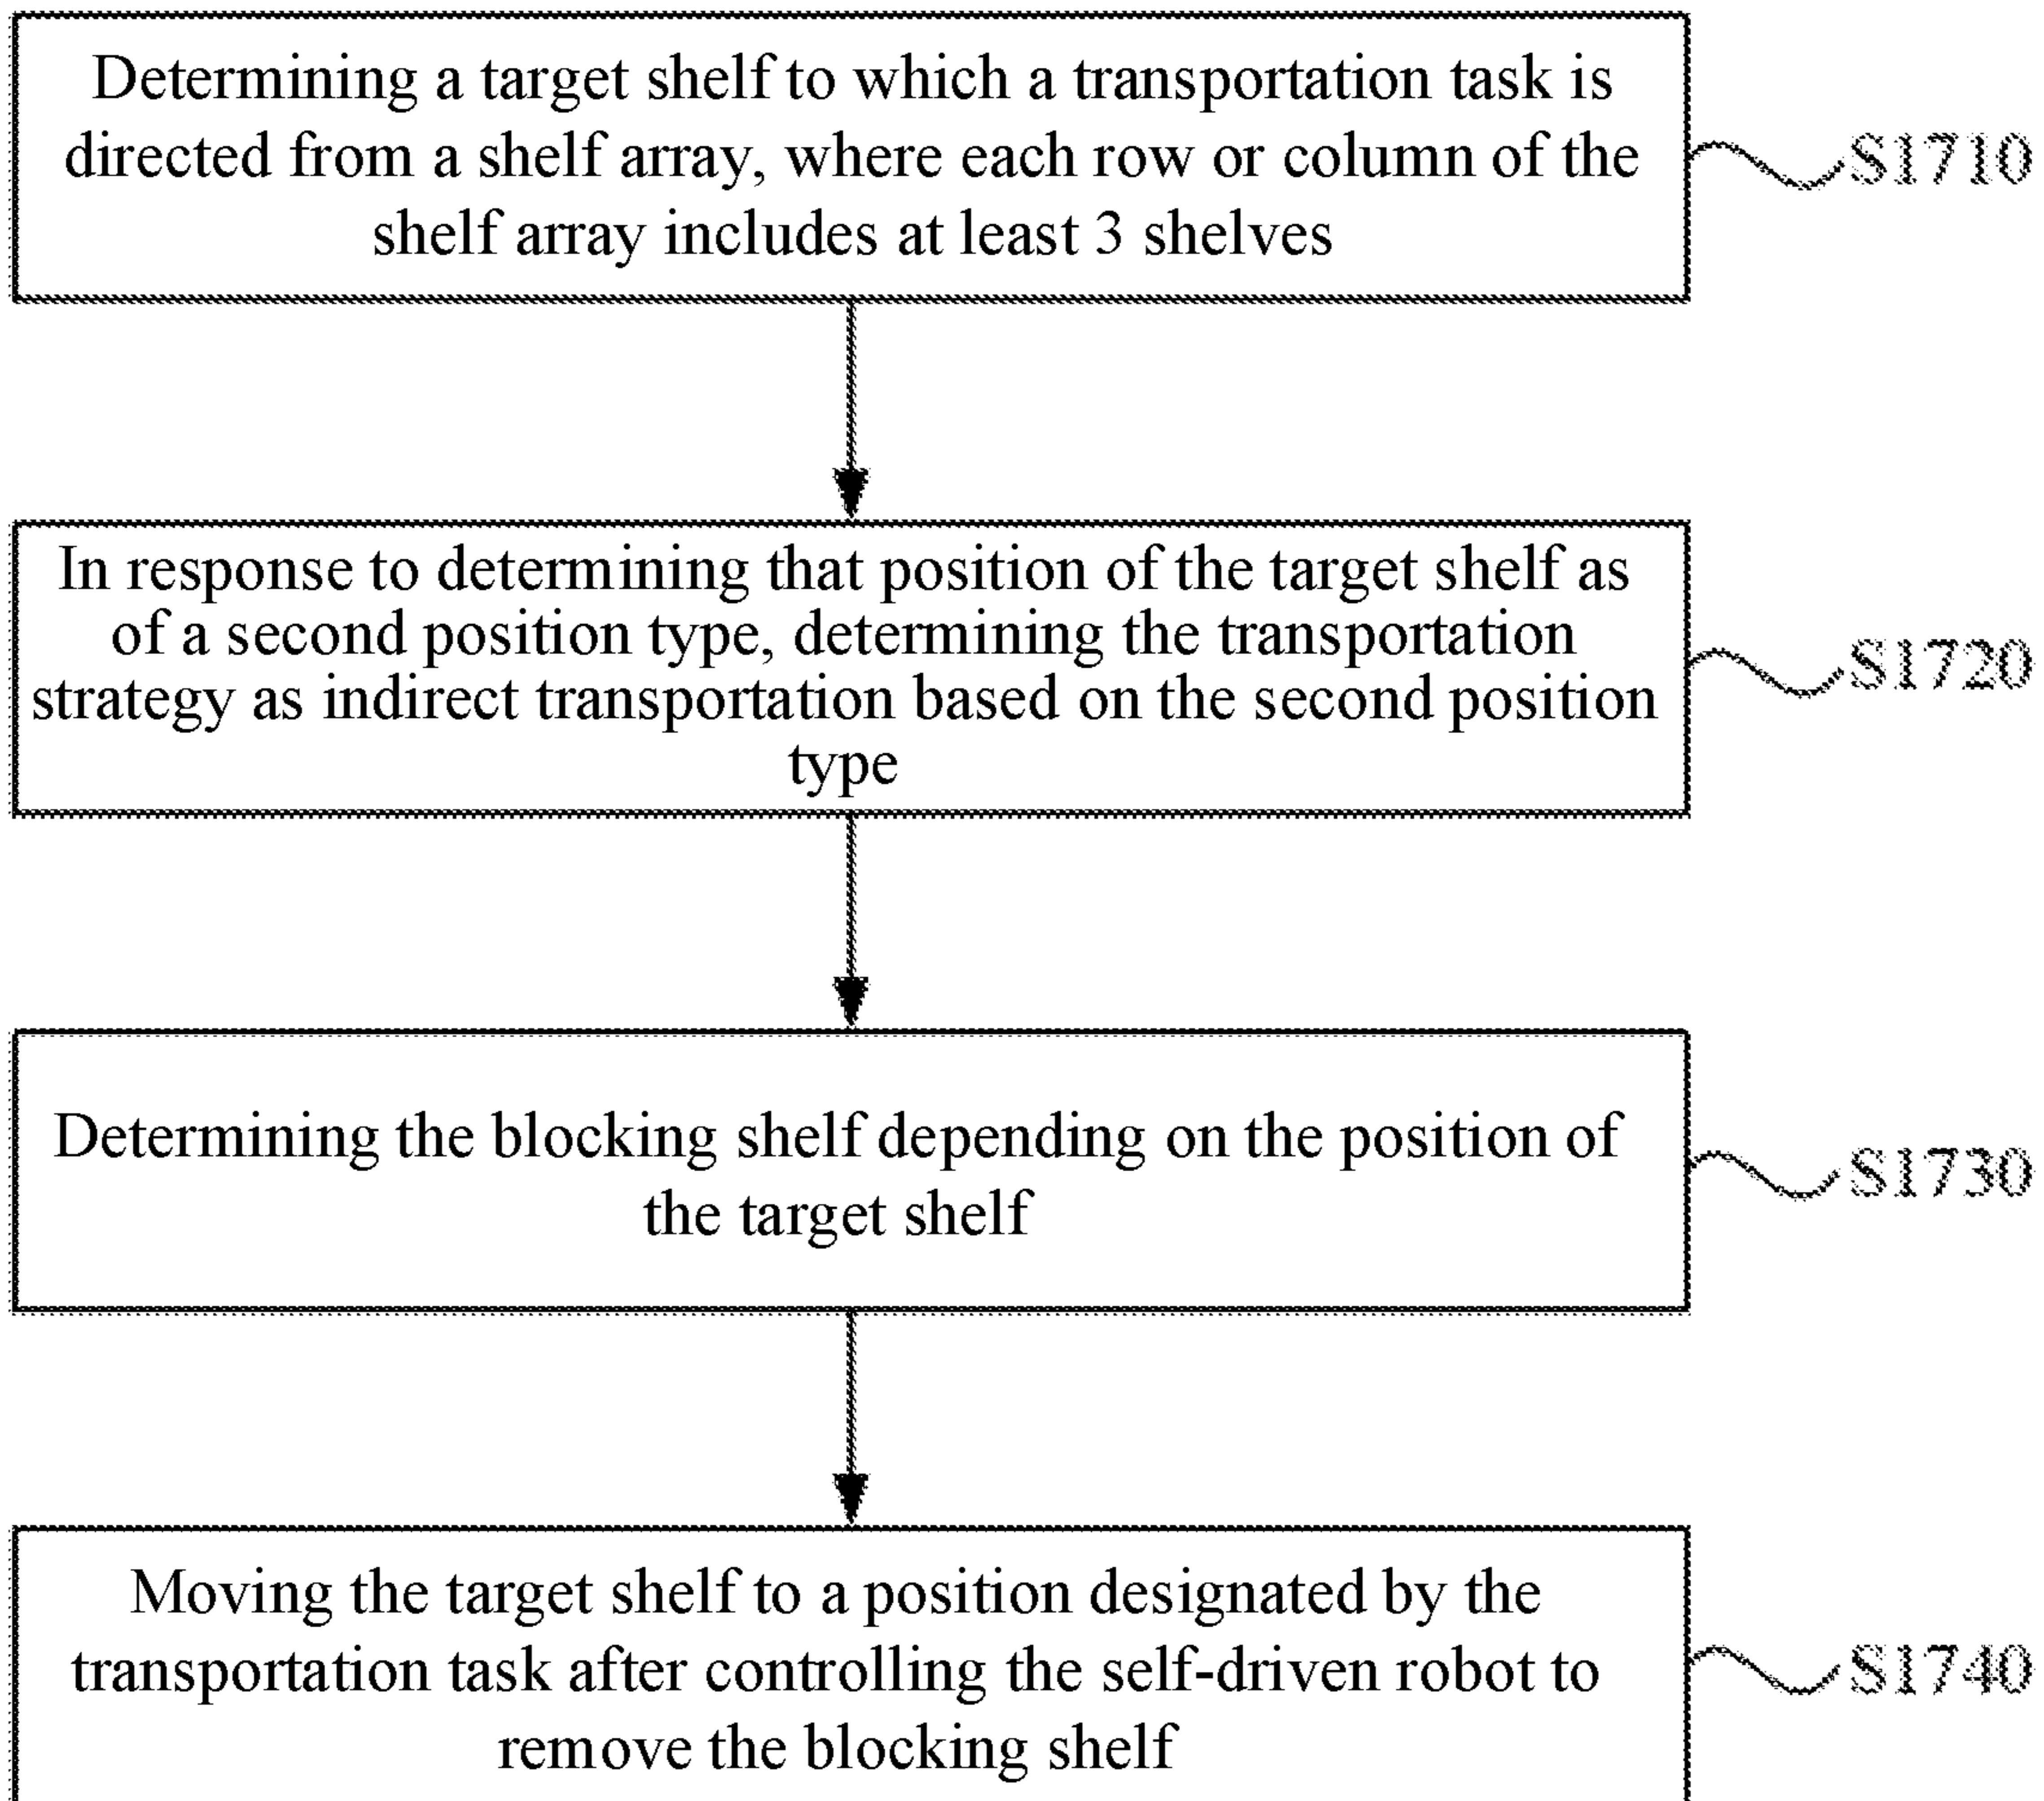 Determining a target shelf to which a transportation task is
directed from a shelf array, where each row or column of the
shelf array includes at least 3 shelves
S1710
In response to determining that position of the target shelf as
of a second position type, determining the transportation
strategy as indirect transportation based on the second position
type
S1720
Determining the blocking shelf depending on the position of
the target shelf
S1730
Moving the target shelf to a position designated by the
transportation task after controlling the self-driven robot to
remove the blocking shelf
S1740